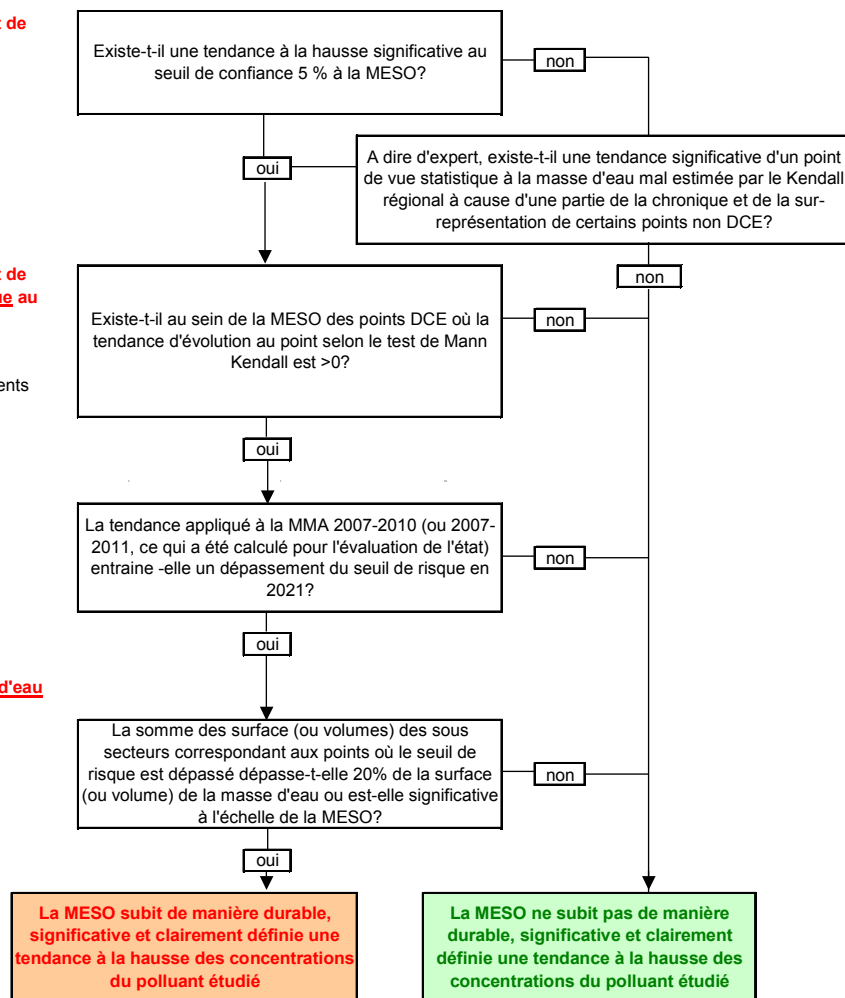 t de
Existe-t-il une tendance à la hausse significative au
seuil de confiance 5 % à la MESO?
non
oui
A dire d'expert, existe-t-il une tendance significative d'un point
de vue statistique à la masse d'eau mal estimée par le Kendall
régional à cause d'une partie de la chronique et de la sur-
représentation de certains points non DCE?
non
t de
ue au
Existe-t-il au sein de la MESO des points DCE où la
tendance d'évolution au point selon le test de Mann
Kendall est >0?
non
ents
oui
La tendance appliqué à la MMA 2007-2010 (ou 2007-
2011, ce qui a été calculé pour l'évaluation de l'état)
entraine -elle un dépassement du seuil de risque en
2021?
non
oui
d'eau
La somme des surface (ou volumes) des sous
secteurs correspondant aux points où le seuil de
risque est dépassé dépasse-t-elle 20% de la surface
(ou volume) de la masse d'eau ou est-elle significative
à l'échelle de la MESO?
non
oui
La MESO subit de manière durable,
significative et clairement définie une
tendance à la hausse des concentrations
du polluant étudié
La MESO ne subit pas de manière
durable, significative et clairement
définie une tendance à la hausse des
concentrations du polluant étudié